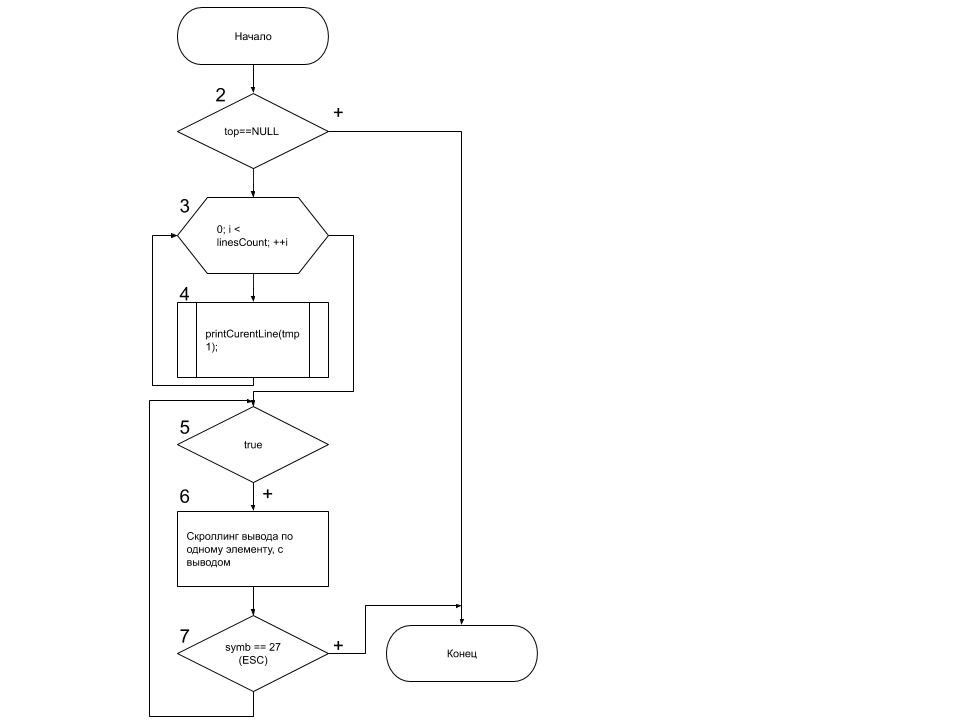 Начало
2
+
top==NULL
3
0; i <
linesCount; ++i
4
printCurentLine(tmp
1);
5
true
+
6
Скроллинг вывода по
одному элементу, с
выводом
7
+
symb == 27
(ESC)
Конец